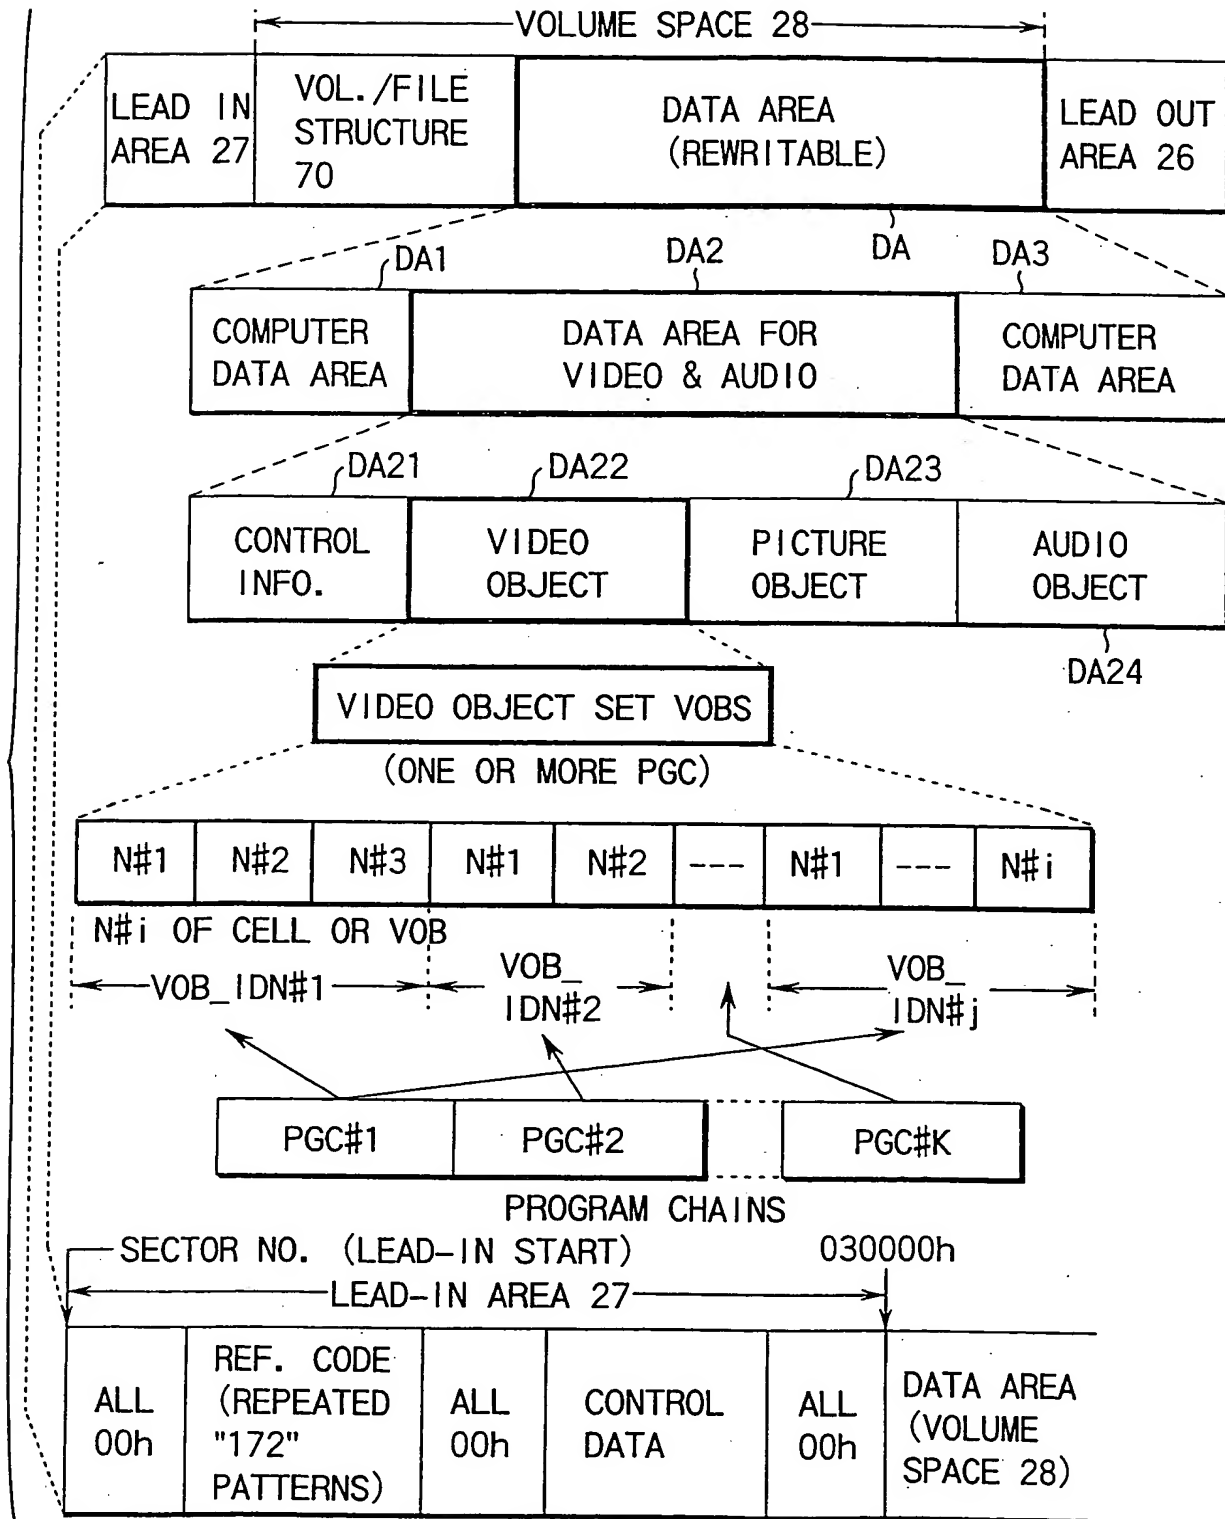 VOLUME SPACE 28
LEAD IN
AREA 27
VOL./FILE
STRUCTURE
70
DATA AREA
(REWRITABLE)
LEAD OUT
AREA 26
DA
DA1
DA2
DA3
COMPUTER
DATA AREA
DATA AREA FOR
VIDEO & AUDIO
COMPUTER
DATA AREA
DA21
DA22
DA23
CONTROL
INFO.
VIDEO
OBJECT
PICTURE
OBJECT
AUDIO
OBJECT
DA24
VIDEO OBJECT SET VOBS
(ONE OR MORE PGC)
N#1 N#2 N#3 N#1 N#2 --- N#1 --- N#i
N#i OF CELL OR VOB
VOB_IDN#1
VOB_
IDN#2
VOB_
IDN#j
PGC#1 PGC#2 PGC#K
PROGRAM CHAINS
SECTOR NO. (LEAD-IN START) 030000h
LEAD-IN AREA 27
ALL
00h
REF. CODE
(REPEATED
"172"
PATTERNS)
ALL
00h
CONTROL
DATA
ALL
00h
DATA AREA
(VOLUME
SPACE 28)